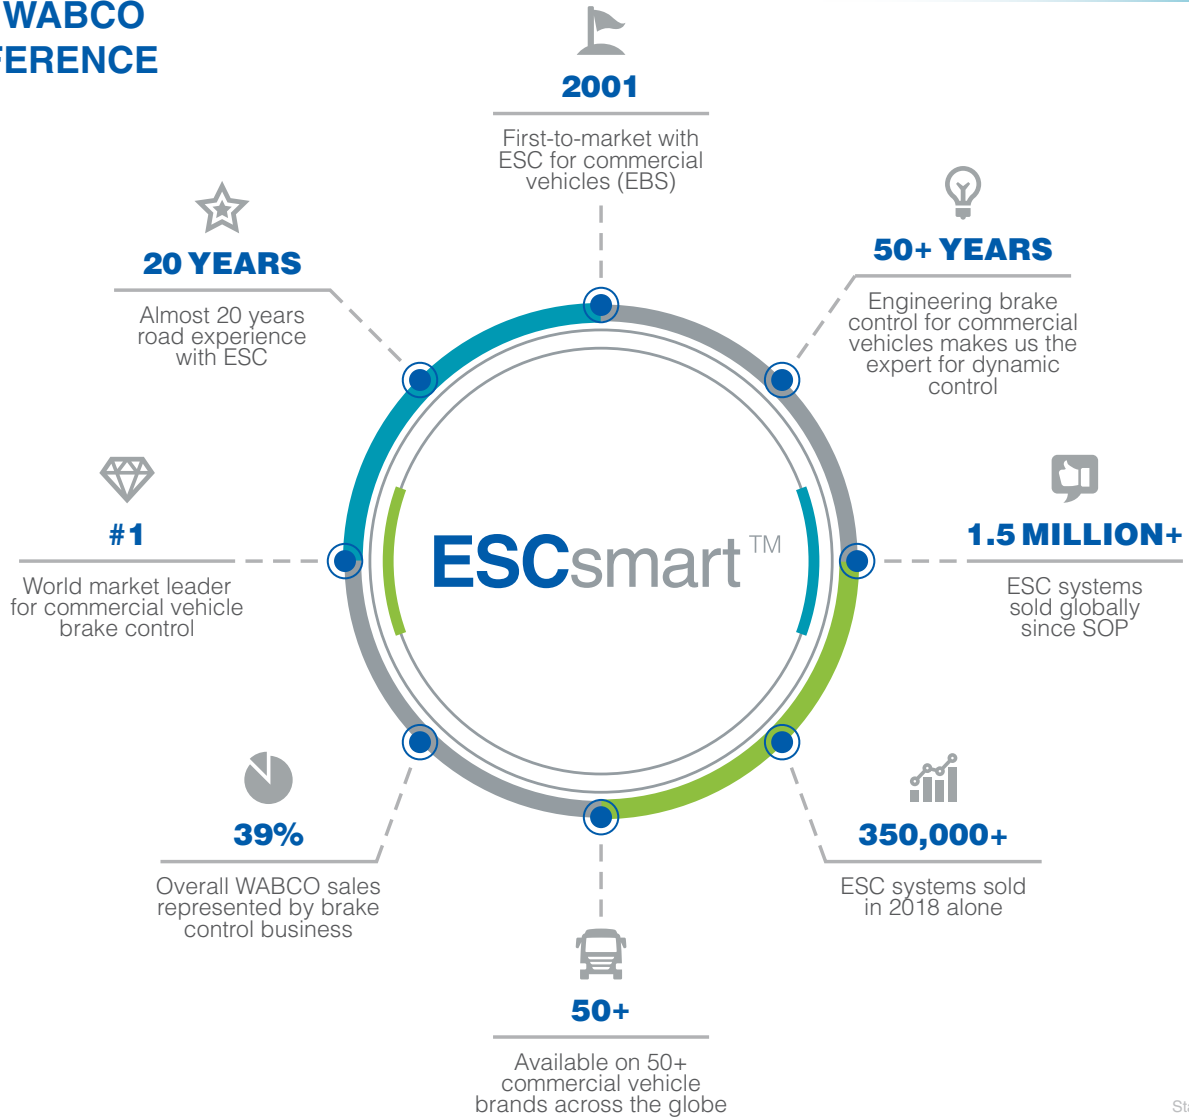 WABCO
FERENCE
2001
First-to-market with
ESC for commercial
vehicles (EBS)
50+ YEARS
Engineering brake
control for commercial
vehicles makes us the
expert for dynamic
control
1.5 MILLION+
ESC systems
sold globally
since SOP
350,000+
ESC systems sold
in 2018 alone
50+
Available on 50+
commercial vehicle
brands across the globe
39%
Overall WABCO sales
represented by brake
control business
#1
World market leader
for commercial vehicle
brake control
20 YEARS
Almost 20 years
road experience
with ESC
ESCsmart™
Sta